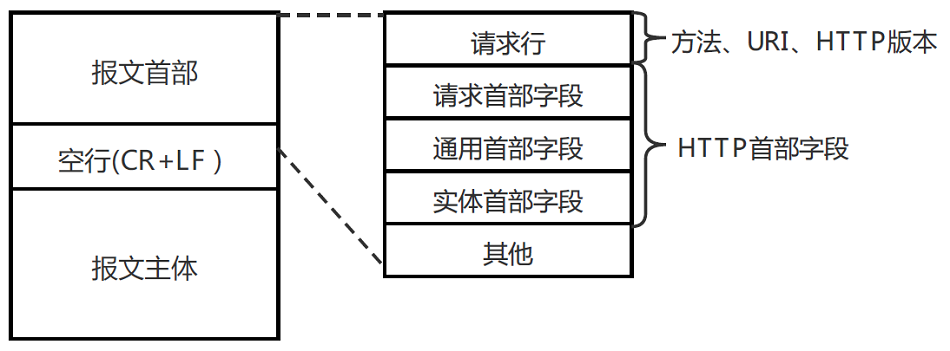 报文首部
空行(CR+LF )
报文主体
请求行
请求首部字段
通用首部字段
实体首部字段
其他
方法、URI、HTTP版本
HTTP首部字段